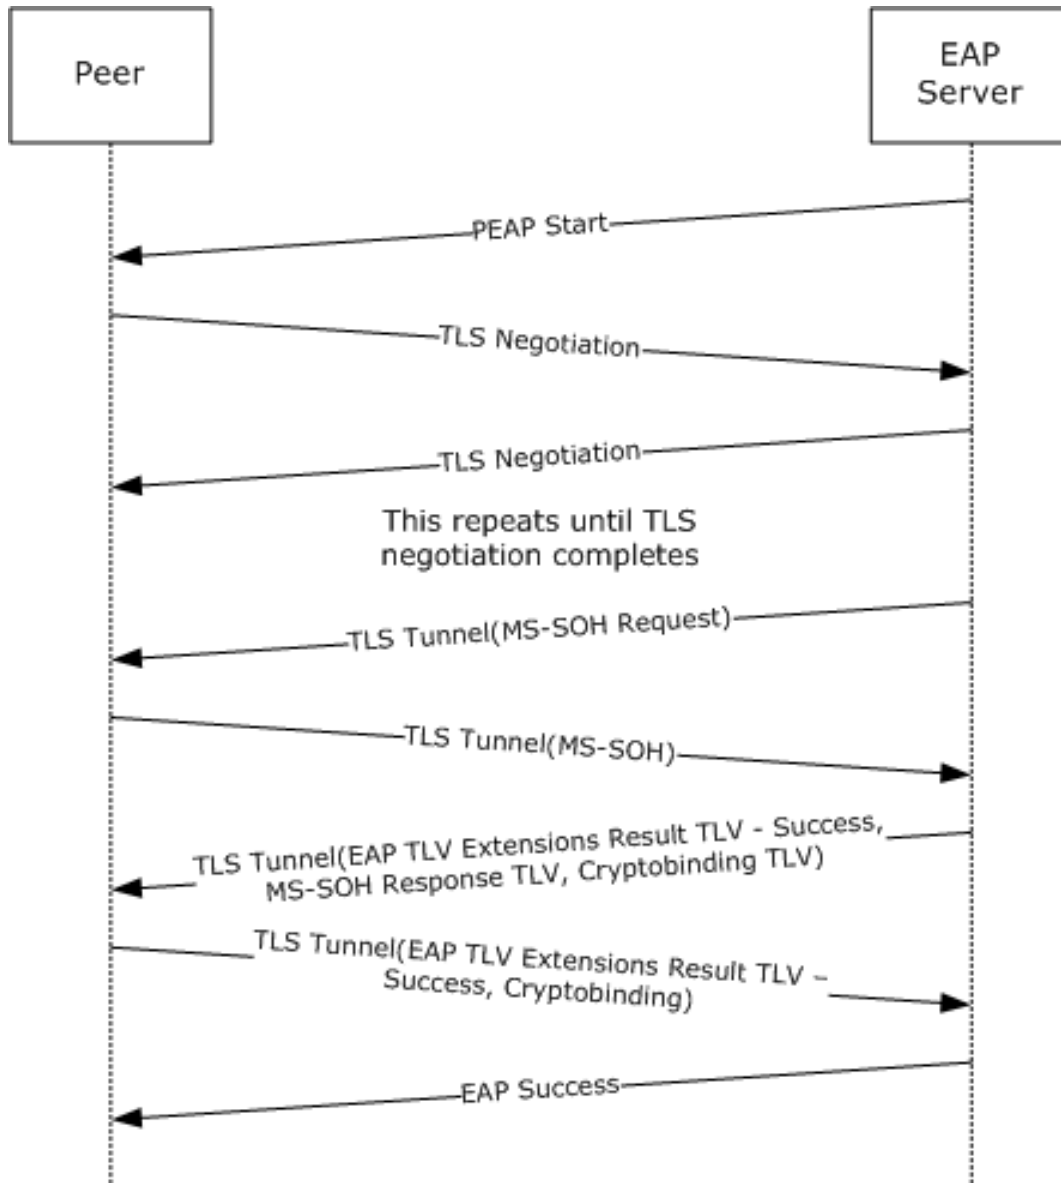 Peer
EAP
Server
PEAP Start
TLS Negotiation
TLS Negotiation
This repeats until TLS
negotiation completes
TLS Tunnel(MS-SOH Request)
TLS Tunnel(MS-SOH)
TLS Tunnel(EAP TLV Extensions Result TLV - Success,
MS-SOH Response TLV, Cryptobinding TLV)
TLS Tunnel(EAP TLV Extensions Result TLV –
Success, Cryptobinding)
EAP Success